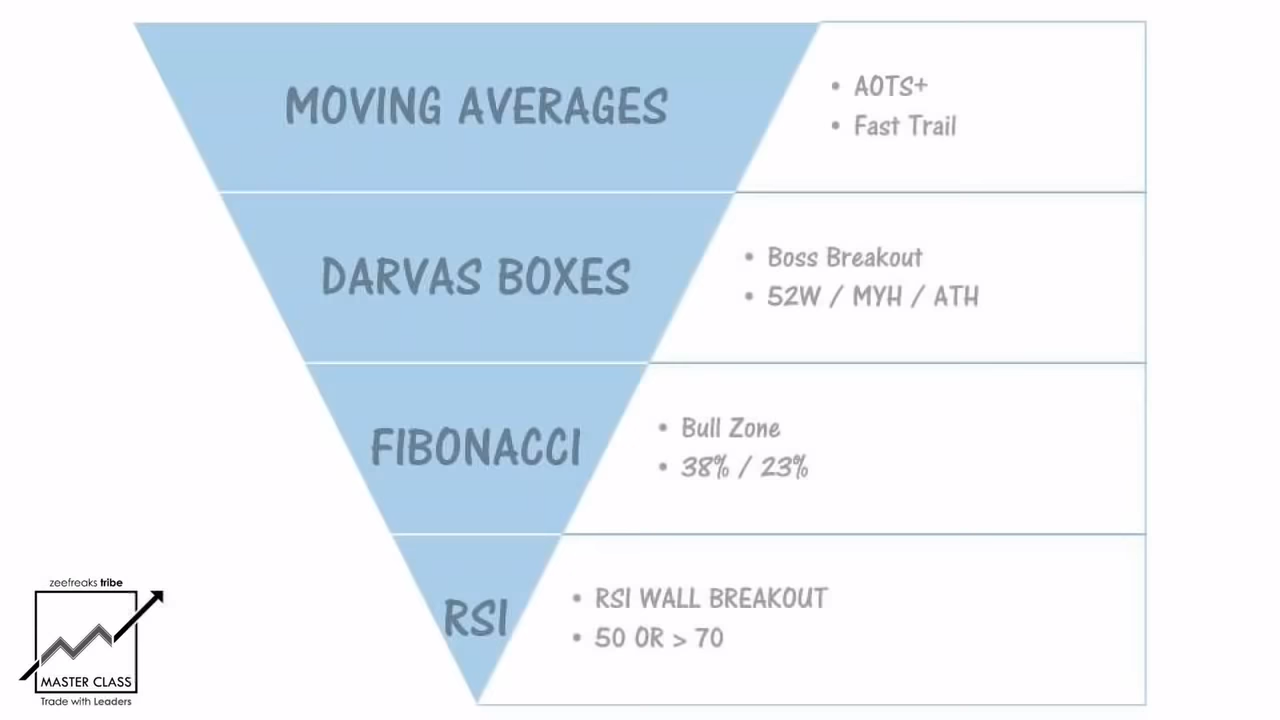 MOVING AVERAGES
• AOTS+
• Fast Trail
DARVAS BOXES
• Boss Breakout
• 52W / MYH / ATH
FIBONACCI
• Bull Zone
• 38% / 23%
RSI
• RSI WALL BREAKOUT
• 50 OR > 70
zeefreaks tribe
MASTER CLASS
Trade with Leaders